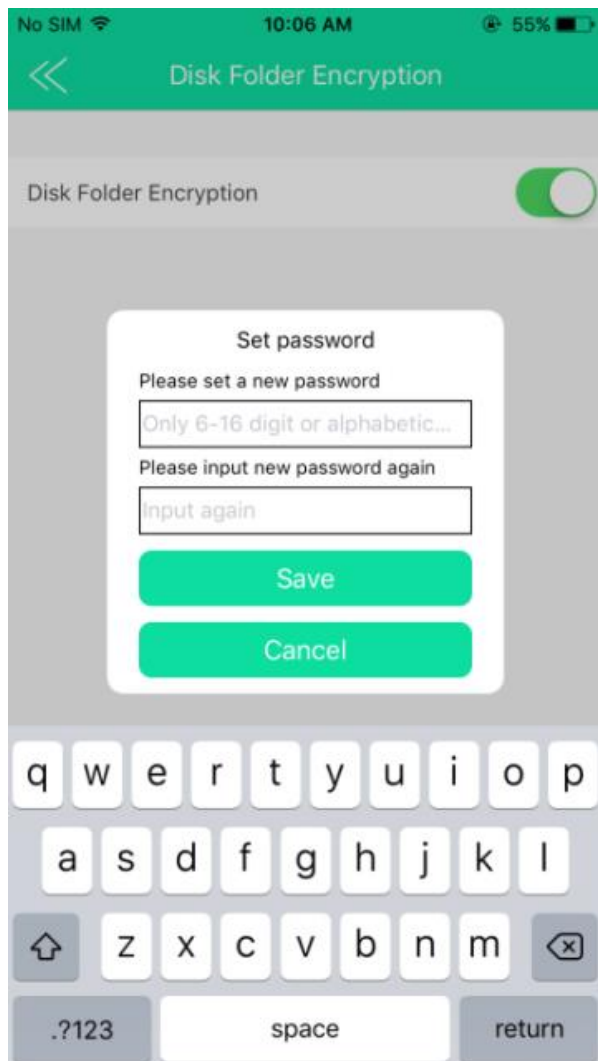 No SIM 10:06 AM 55%
Disk Folder Encryption
Disk Folder Encryption
Set password
Please set a new password
Only 6-16 digit or alphabetic...
Please input new password again
Input again
Save
Cancel
q w e r t y u i o p
a s d f g h j k l
z x c v b n m
.?123 space return